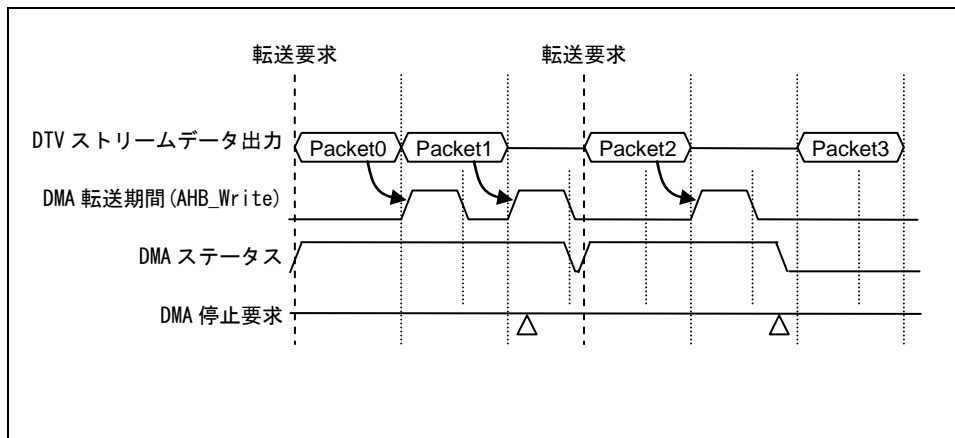 転送要求 転送要求
DTV ストリームデータ出力 Packet0 Packet1 Packet2 Packet3
DMA 転送期間(AHB_Write)
DMA ステータス
DMA 停止要求